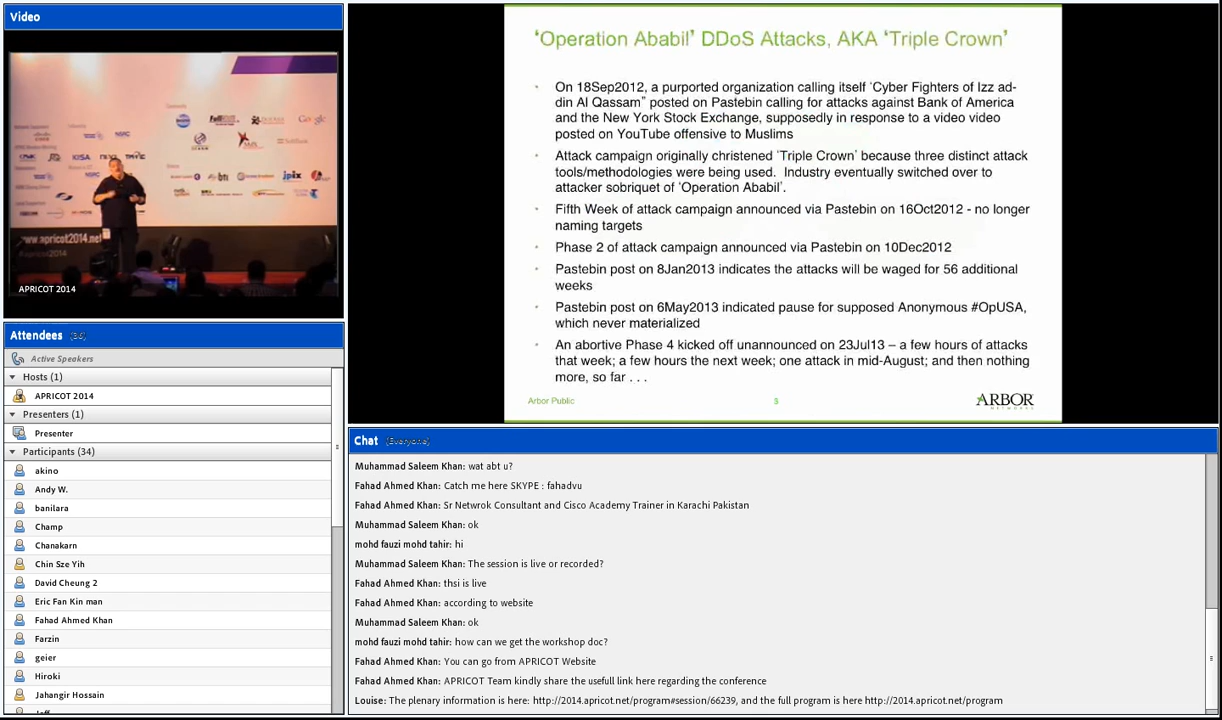 Video
Google
jpix
www.apricot2014.net
#apricot2014
APRICOT 2014
Attendees (36)
Active Speakers
Hosts (1)
APRICOT 2014
Presenters (1)
Presenter
Participants (34)
akino
Andy W.
banilara
Champ
Chanakarn
Chin Sze Yih
David Cheung 2
Eric Fan Kin man
Fahad Ahmed Khan
Farzin
geier
Hiroki
Jahangir Hossain
'Operation Ababil' DDoS Attacks, AKA 'Triple Crown'
On 18Sep2012, a purported organization calling itself 'Cyber Fighters of Izz ad-
din Al Qassam" posted on Pastebin calling for attacks against Bank of America
and the New York Stock Exchange, supposedly in response to a video video
posted on YouTube offensive to Muslims
Attack campaign originally christened 'Triple Crown' because three distinct attack
tools/methodologies were being used. Industry eventually switched over to
attacker sobriquet of 'Operation Ababil'.
Fifth Week of attack campaign announced via Pastebin on 16Oct2012 - no longer
naming targets
Phase 2 of attack campaign announced via Pastebin on 10Dec2012
Pastebin post on 8Jan2013 indicates the attacks will be waged for 56 additional
weeks
Pastebin post on 6May2013 indicated pause for supposed Anonymous #OpUSA,
which never materialized
An abortive Phase 4 kicked off unannounced on 23Jul13 – a few hours of attacks
that week; a few hours the next week; one attack in mid-August; and then nothing
more, so far . . .
Arbor Public
3
ARBOR
NETWORKS
Chat (Everyone)
Muhammad Saleem Khan: wat abt u?
Fahad Ahmed Khan: Catch me here SKYPE : fahadvu
Fahad Ahmed Khan: Sr Netwrok Consultant and Cisco Academy Trainer in Karachi Pakistan
Muhammad Saleem Khan: ok
mohd fauzi mohd tahir: hi
Muhammad Saleem Khan: The session is live or recorded?
Fahad Ahmed Khan: thsi is live
Fahad Ahmed Khan: according to website
Muhammad Saleem Khan: ok
mohd fauzi mohd tahir: how can we get the workshop doc?
Fahad Ahmed Khan: You can go from APRICOT Website
Fahad Ahmed Khan: APRICOT Team kindly share the usefull link here regarding the conference
Louise: The plenary information is here: http://2014.apricot.net/program#session/66239, and the full program is here http://2014.apricot.net/program